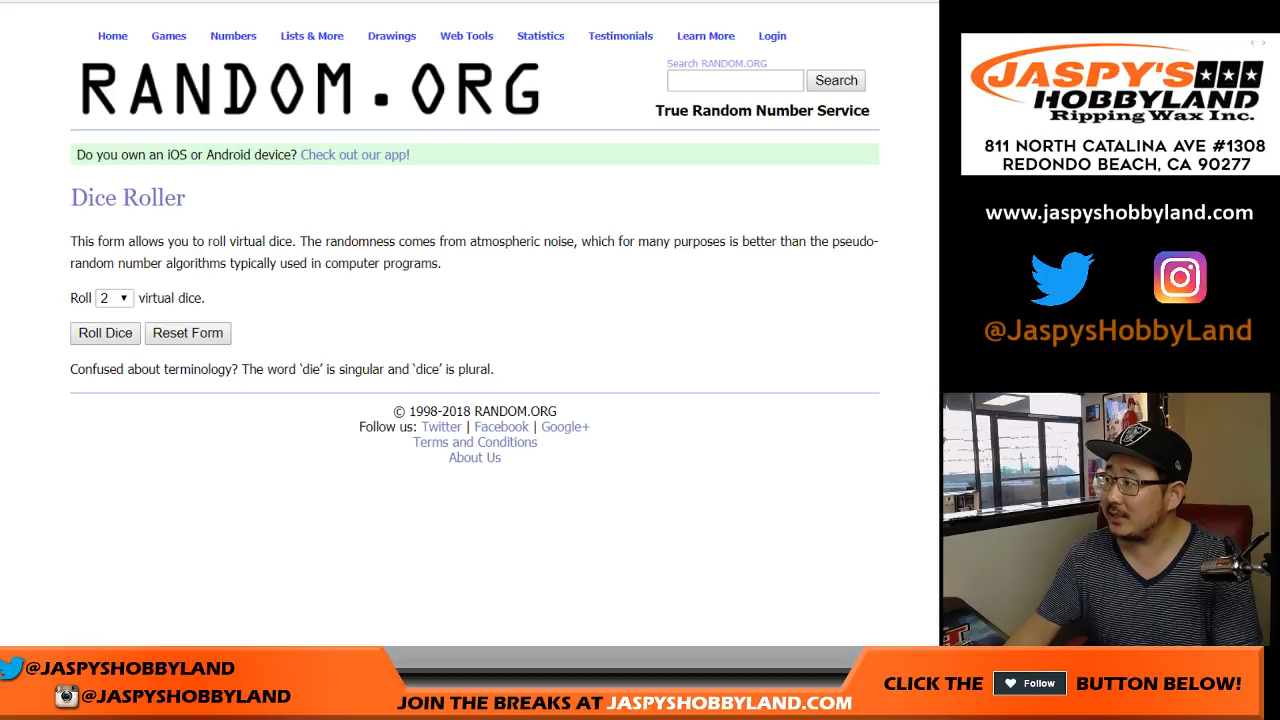 Home Games Numbers Lists & More Drawings Web Tools Statistics Testimonials Learn More Login
RANDOM.ORG
Search RANDOM.ORG
Search
True Random Number Service
Do you own an iOS or Android device? Check out our app!
Dice Roller
This form allows you to roll virtual dice. The randomness comes from atmospheric noise, which for many purposes is better than the pseudo-
random number algorithms typically used in computer programs.
Roll 2 virtual dice.
Roll Dice Reset Form
Confused about terminology? The word ‘die’ is singular and ‘dice’ is plural.
© 1998-2018 RANDOM.ORG
Follow us: Twitter | Facebook | Google+
Terms and Conditions
About Us
JASPY'S
HOBBYLAND
Ripping Wax Inc.
811 NORTH CATALINA AVE #1308
REDONDO BEACH, CA 90277
www.jaspyshobbyland.com
@JaspysHobbyLand
@JASPYSHOBBYLAND
@JASPYSHOBBYLAND
JOIN THE BREAKS AT JASPYSHOBBYLAND.COM
CLICK THE Follow BUTTON BELOW!